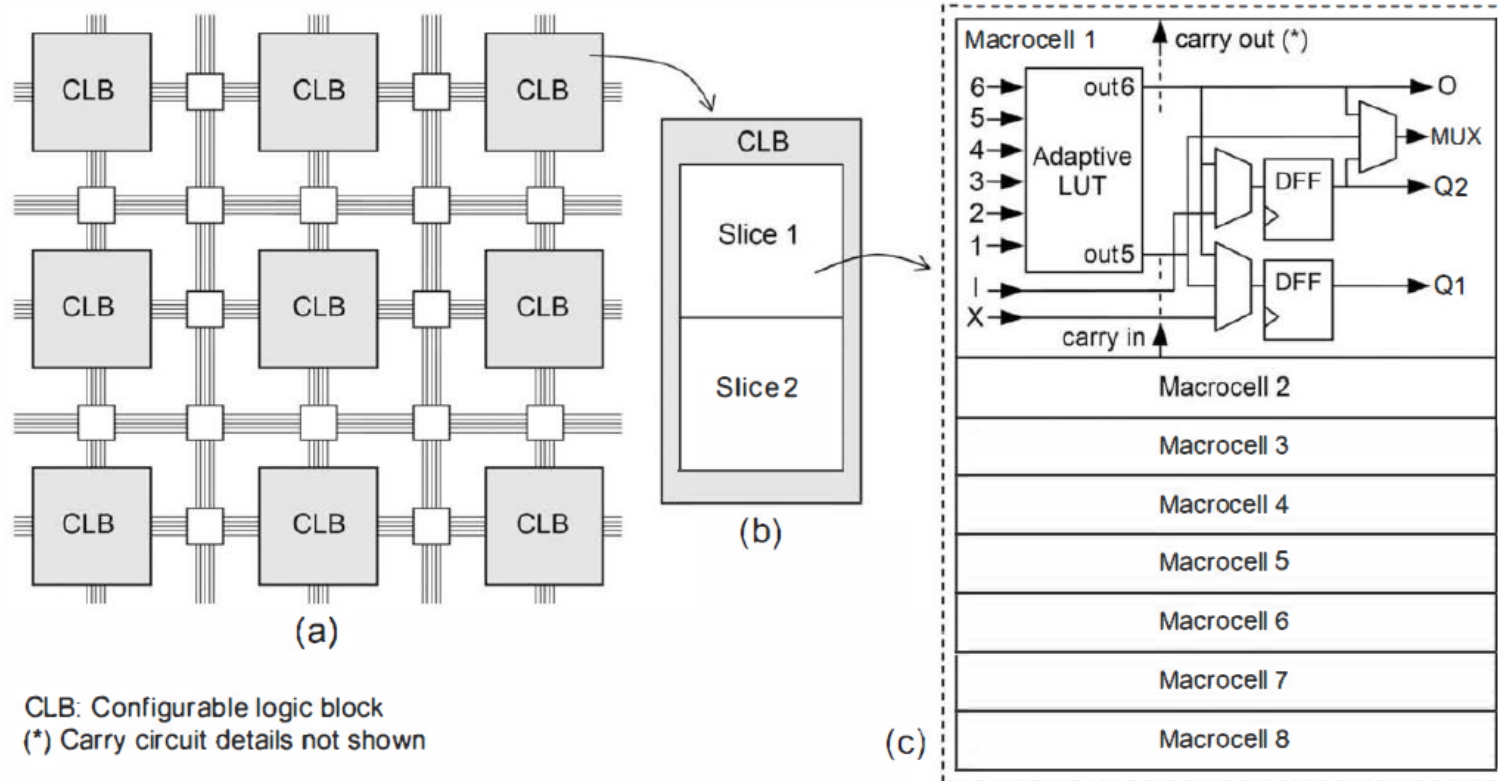 CLB CLB CLB
CLB CLB CLB
CLB CLB CLB
(a)
CLB: Configurable logic block
(*) Carry circuit details not shown
CLB
Slice 1
Slice 2
(b)
Macrocell 1
carry out (*)
6
5
4
3
2
1
I
X
out6
Adaptive
LUT
out5
carry in
DFF
DFF
O
MUX
Q2
Q1
Macrocell 2
Macrocell 3
Macrocell 4
Macrocell 5
Macrocell 6
Macrocell 7
Macrocell 8
(c)